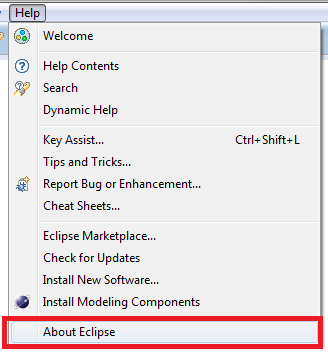 Help
Welcome
Help Contents
Search
Dynamic Help
Key Assist... Ctrl+Shift+L
Tips and Tricks...
Report Bug or Enhancement...
Cheat Sheets...
Eclipse Marketplace...
Check for Updates
Install New Software...
Install Modeling Components
About Eclipse